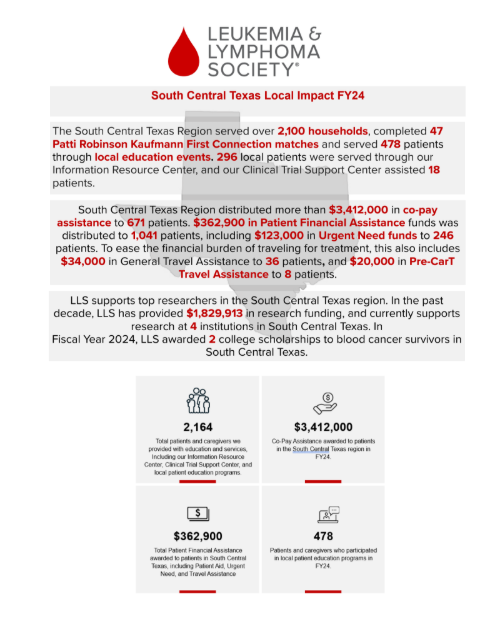 LEUKEMIA &
LYMPHOMA
SOCIETY®
South Central Texas Local Impact FY24
The South Central Texas Region served over 2,100 households, completed 47
Patti Robinson Kaufmann First Connection matches and served 478 patients
through local education events. 296 local patients were served through our
Information Resource Center, and our Clinical Trial Support Center assisted 18
patients.
South Central Texas Region distributed more than $3,412,000 in co-pay
assistance to 671 patients. $362,900 in Patient Financial Assistance funds was
distributed to 1,041 patients, including $123,000 in Urgent Need funds to 246
patients. To ease the financial burden of traveling for treatment, this also includes
$34,000 in General Travel Assistance to 36 patients, and $20,000 in Pre-CarT
Travel Assistance to 8 patients.
LLS supports top researchers in the South Central Texas region. In the past
decade, LLS has provided $1,829,913 in research funding, and currently supports
research at 4 institutions in South Central Texas. In
Fiscal Year 2024, LLS awarded 2 college scholarships to blood cancer survivors in
South Central Texas.
2,164
Total patients and caregivers we
provided with education and services,
Including our Information Resource
Center, Clinical Trial Support Center, and
local patient education programs.
$3,412,000
Co-Pay Assistance awarded to patients
in the South Central Texas region in
FY24.
$362,900
Total Patient Financial Assistance
awarded to patients in South Central
Texas, including Patient Aid, Urgent
Need, and Travel Assistance
478
Patients and caregivers who participated
in local patient education programs in
FY24.